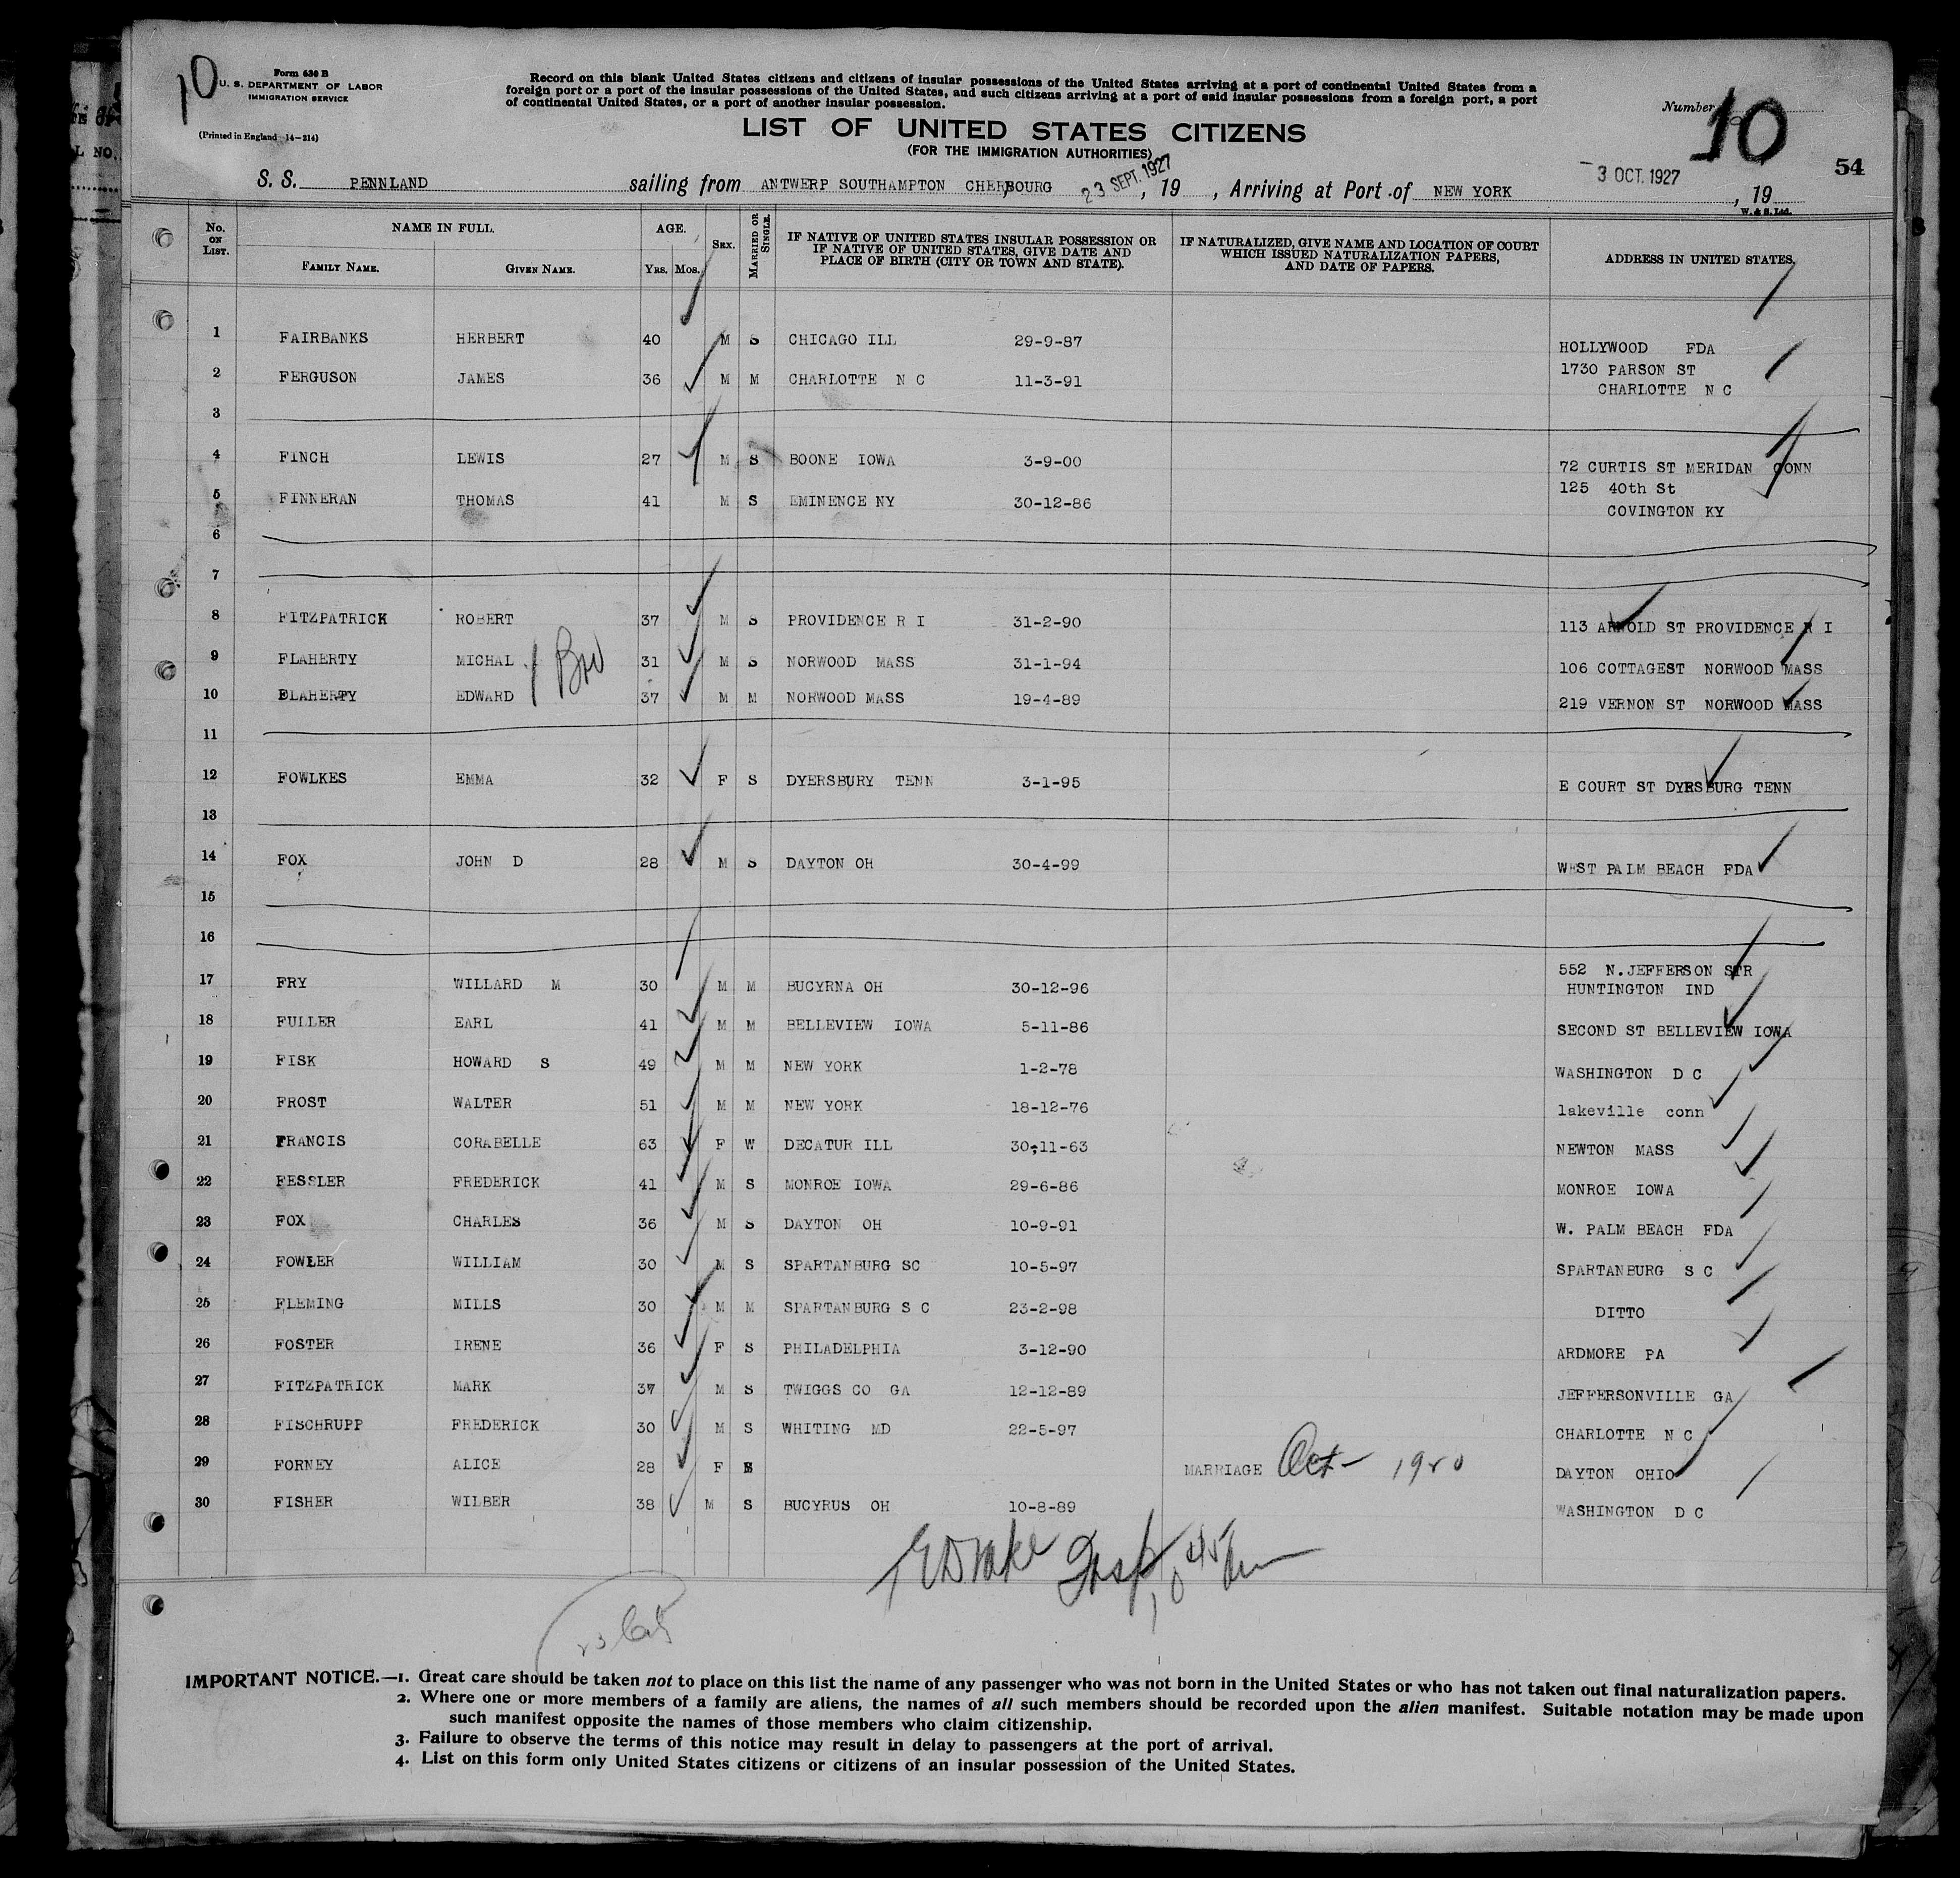 10
Form 630 B
U. S. DEPARTMENT OF LABOR
IMMIGRATION SERVICE
(Printed in England 14—214)
Record on this blank United States citizens and citizens of insular possessions of the United States arriving at a port of continental United States from a
foreign port or a port of the insular possessions of the United States, and such citizens arriving at a port of said insular possessions from a foreign port, a port
of continental United States, or a port of another insular possession.
LIST OF UNITED STATES CITIZENS
(FOR THE IMMIGRATION AUTHORITIES)
Number 10
54
S. S. PENNLAND sailing from ANTWERP SOUTHAMPTON CHERBOURG 23 SEPT. 1927, 19 , Arriving at Port of NEW YORK 3 OCT. 1927, 19
W. & S. Ltd.
No. ON LIST. NAME IN FULL. FAMILY NAME. GIVEN NAME. AGE. YRS. MOS. SEX. MARRIED OR SINGLE. IF NATIVE OF UNITED STATES INSULAR POSSESSION OR IF NATIVE OF UNITED STATES, GIVE DATE AND PLACE OF BIRTH (CITY OR TOWN AND STATE). IF NATURALIZED, GIVE NAME AND LOCATION OF COURT WHICH ISSUED NATURALIZATION PAPERS, AND DATE OF PAPERS. ADDRESS IN UNITED STATES.
1 FAIRBANKS HERBERT 40 M S CHICAGO ILL 29-9-87 HOLLYWOOD FDA
2 FERGUSON JAMES 36 M M CHARLOTTE N C 11-3-91 1730 PARSON ST
CHARLOTTE N C
3
4 FINCH LEWIS 27 M S BOONE IOWA 3-9-00 72 CURTIS ST MERIDAN CONN
5 FINNERAN THOMAS 41 M S EMINENCE NY 30-12-86 125 40th St
COVINGTON KY
6
7
8 FITZPATRICK ROBERT 37 M S PROVIDENCE R I 31-2-90 113 ARNOLD ST PROVIDENCE R I
9 FLAHERTY MICHAL 31 M S NORWOOD MASS 31-1-94 106 COTTAGEST NORWOOD MASS
Bro
10 FLAHERTY EDWARD 37 M M NORWOOD MASS 19-4-89 219 VERNON ST NORWOOD MASS
11
12 FOWLKES EMMA 32 F S DYERSBURY TENN 3-1-95 E COURT ST DYRSBURG TENN
13
14 FOX JOHN D 28 M S DAYTON OH 30-4-99 WEST PALM BEACH FDA
15
16
17 FRY WILLARD M 30 M M BUCYRNA OH 30-12-96 552 N.JEFFERSON STR
HUNTINGTON IND
18 FULLER EARL 41 M M BELLEVIEW IOWA 5-11-86 SECOND ST BELLEVIEW IOWA
19 FISK HOWARD S 49 M M NEW YORK 1-2-78 WASHINGTON D C
20 FROST WALTER 51 M M NEW YORK 18-12-76 lakeville conn
21 FRANCIS CORABELLE 63 F W DECATUR ILL 30-11-63 NEWTON MASS
22 FESSLER FREDERICK 41 M S MONROE IOWA 29-6-86 MONROE IOWA
23 FOX CHARLES 36 M S DAYTON OH 10-9-91 W. PALM BEACH FDA
24 FOWLER WILLIAM 30 M S SPARTANBURG SC 10-5-97 SPARTANBURG S C
25 FLEMING MILLS 30 M M SPARTANBURG S C 23-2-98 DITTO
26 FOSTER IRENE 36 F S PHILADELPHIA 3-12-90 ARDMORE PA
27 FITZPATRICK MARK 37 M S TWIGGS CO GA 12-12-89 JEFFERSONVILLE GA
28 FISCHRUPP FREDERICK 30 M S WHITING MD 22-5-97 CHARLOTTE N C
29 FORNEY ALICE 28 F MARRIAGE Oct- 1920 DAYTON OHIO
30 FISHER WILBER 38 M S BUCYRUS OH 10-8-89 WASHINGTON D C
Drake Insp
IMPORTANT NOTICE.—1. Great care should be taken not to place on this list the name of any passenger who was not born in the United States or who has not taken out final naturalization papers.
2. Where one or more members of a family are aliens, the names of all such members should be recorded upon the alien manifest. Suitable notation may be made upon
such manifest opposite the names of those members who claim citizenship.
3. Failure to observe the terms of this notice may result in delay to passengers at the port of arrival.
4. List on this form only United States citizens or citizens of an insular possession of the United States.